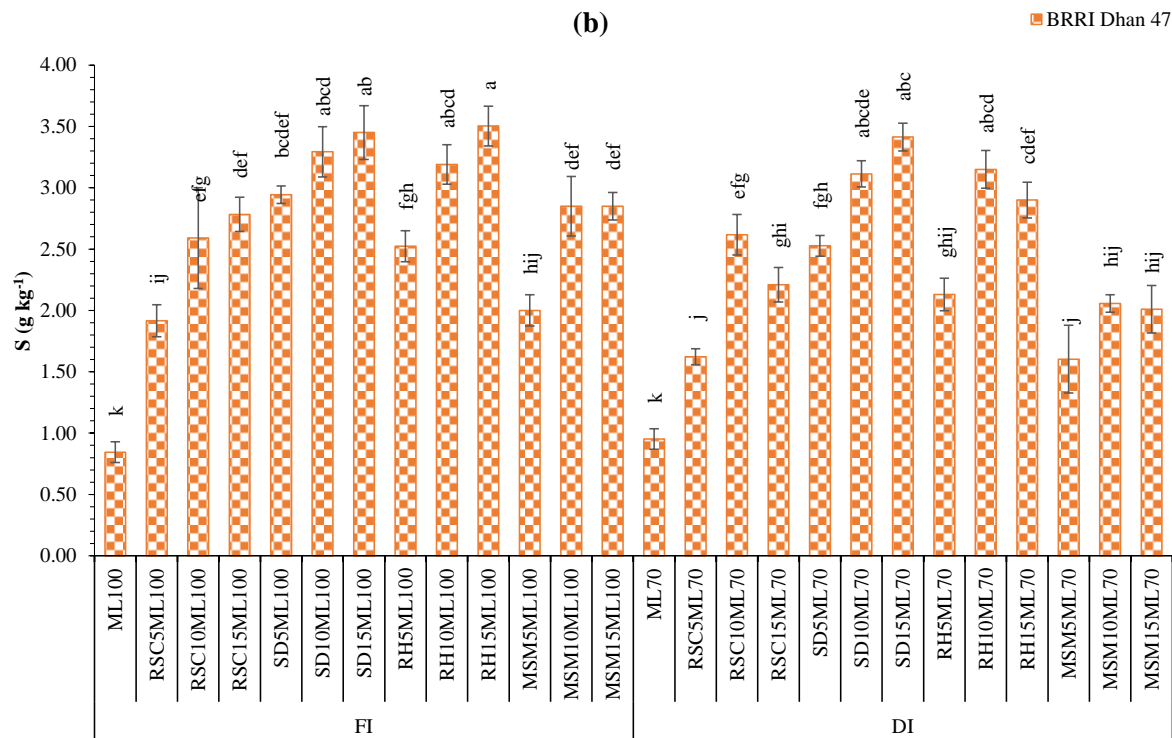 (b)
BRRI Dhan 47
S (g kg-1)
4.00
3.50
3.00
2.50
2.00
1.50
1.00
0.50
0.00
k
ij
efg
def
bcdef
abcd
ab
fgh
abcd
a
hij
def
def
k
j
efg
ghi
fgh
abcde
abc
ghij
abcd
cdef
j
hij
hij
ML100
RSC5ML100
RSC10ML100
RSC15ML100
SD5ML100
SD10ML100
SD15ML100
RH5ML100
RH10ML100
RH15ML100
MSM5ML100
MSM10ML100
MSM15ML100
ML70
RSC5ML70
RSC10ML70
RSC15ML70
SD5ML70
SD10ML70
SD15ML70
RH5ML70
RH10ML70
RH15ML70
MSM5ML70
MSM10ML70
MSM15ML70
FI
DI